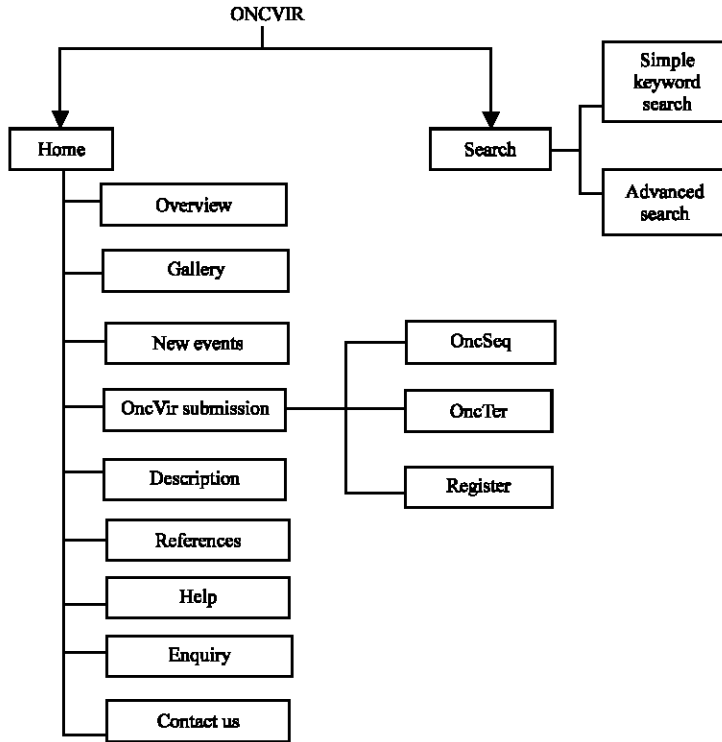 ONCVIR
Home
Search
Simple
keyword
search
Advanced
search
Overview
Gallery
New events
OncVir submission
Description
References
Help
Enquiry
Contact us
OncSeq
OncTer
Register